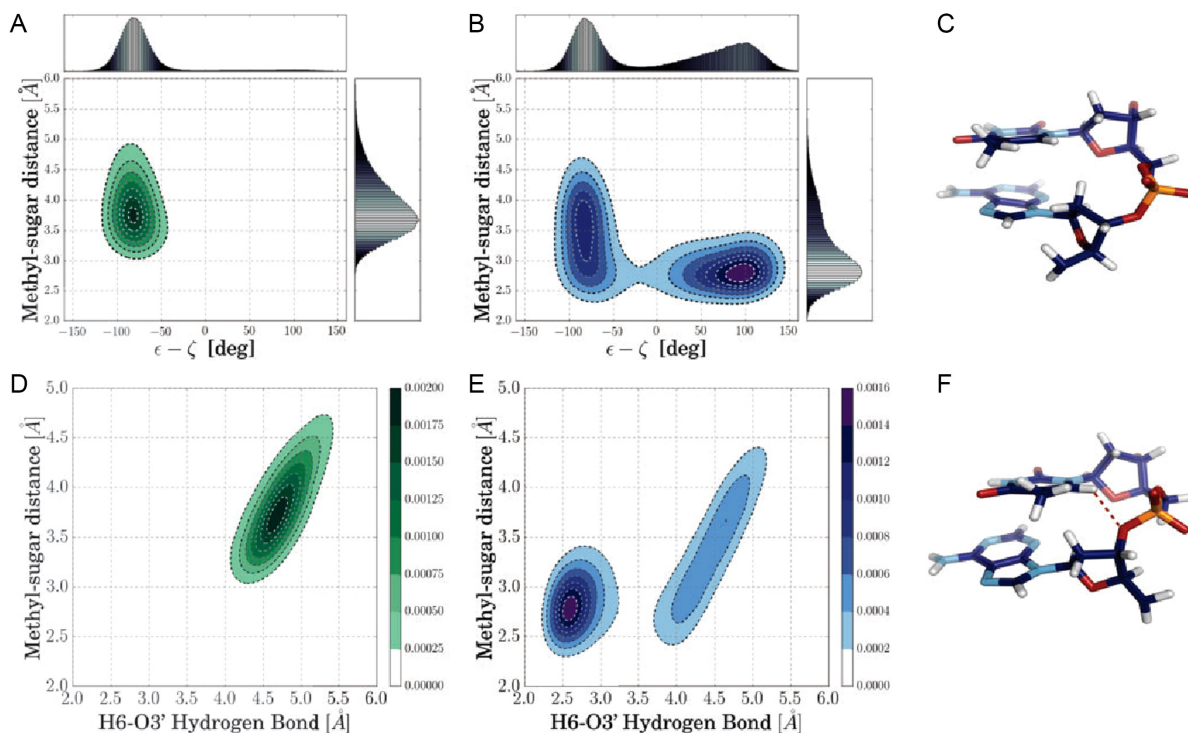 A
B
C
Methyl-sugar distance [Å]
6.0
5.5
5.0
4.5
4.0
3.5
3.0
2.5
2.0
−150 −100 −50 0 50 100 150
ϵ − ζ [deg]
Methyl-sugar distance [Å]
6.0
5.5
5.0
4.5
4.0
3.5
3.0
2.5
2.0
−150 −100 −50 0 50 100 150
ϵ − ζ [deg]
D
E
F
Methyl-sugar distance [Å]
5.0
4.5
4.0
3.5
3.0
2.5
2.0
2.0 2.5 3.0 3.5 4.0 4.5 5.0 5.5 6.0
H6-O3' Hydrogen Bond [Å]
0.00200
0.00175
0.00150
0.00125
0.00100
0.00075
0.00050
0.00025
0.00000
Methyl-sugar distance [Å]
5.0
4.5
4.0
3.5
3.0
2.5
2.0
2.0 2.5 3.0 3.5 4.0 4.5 5.0 5.5 6.0
H6-O3' Hydrogen Bond [Å]
0.0016
0.0014
0.0012
0.0010
0.0008
0.0006
0.0004
0.0002
0.0000